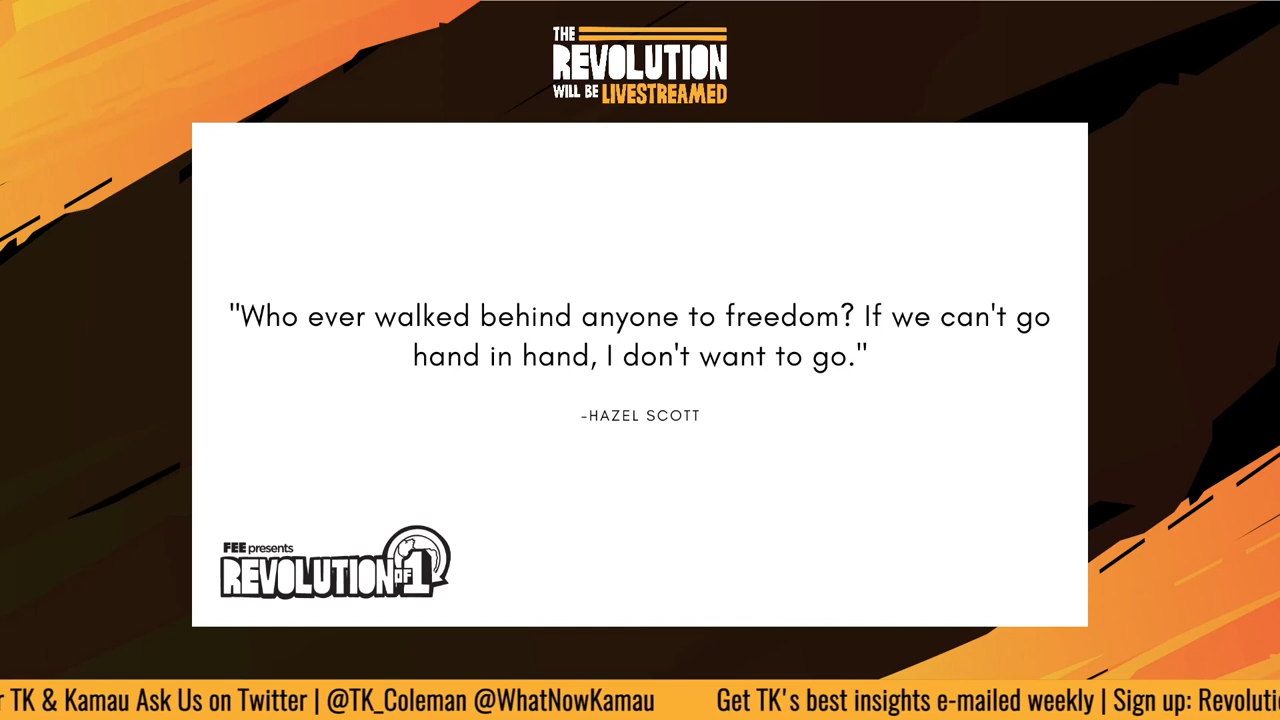 THE
REVOLUTION
WILL BE LIVESTREAMED
"Who ever walked behind anyone to freedom? If we can't go
hand in hand, I don't want to go."
-HAZEL SCOTT
FEE presents
REVOLUTION OF 1
TK & Kamau Ask Us on Twitter | @TK_Coleman @WhatNowKamau Get TK's best insights e-mailed weekly | Sign up: